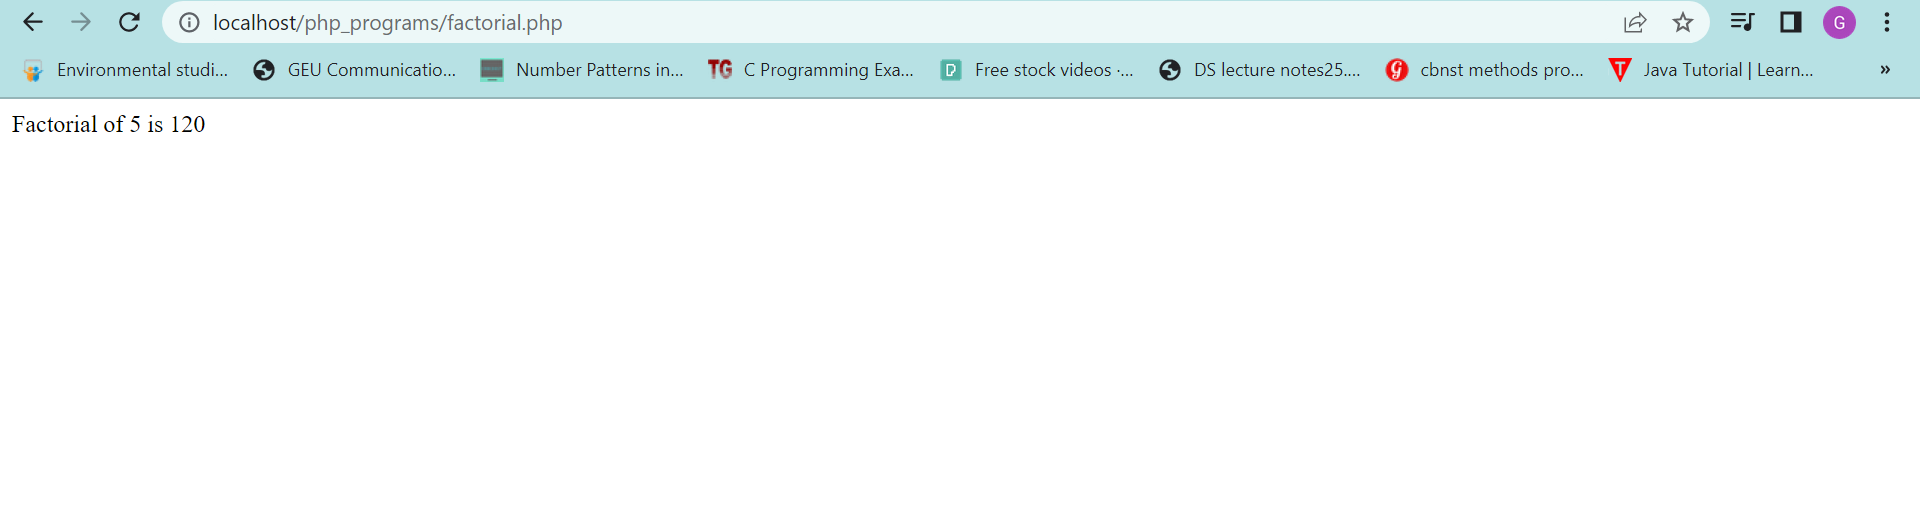 localhost/php_programs/factorial.php
G
Environmental studi... GEU Communicatio... Number Patterns in... TG C Programming Exa... Free stock videos ·... DS lecture notes25.... cbnst methods pro... T Java Tutorial | Learn... »
Factorial of 5 is 120